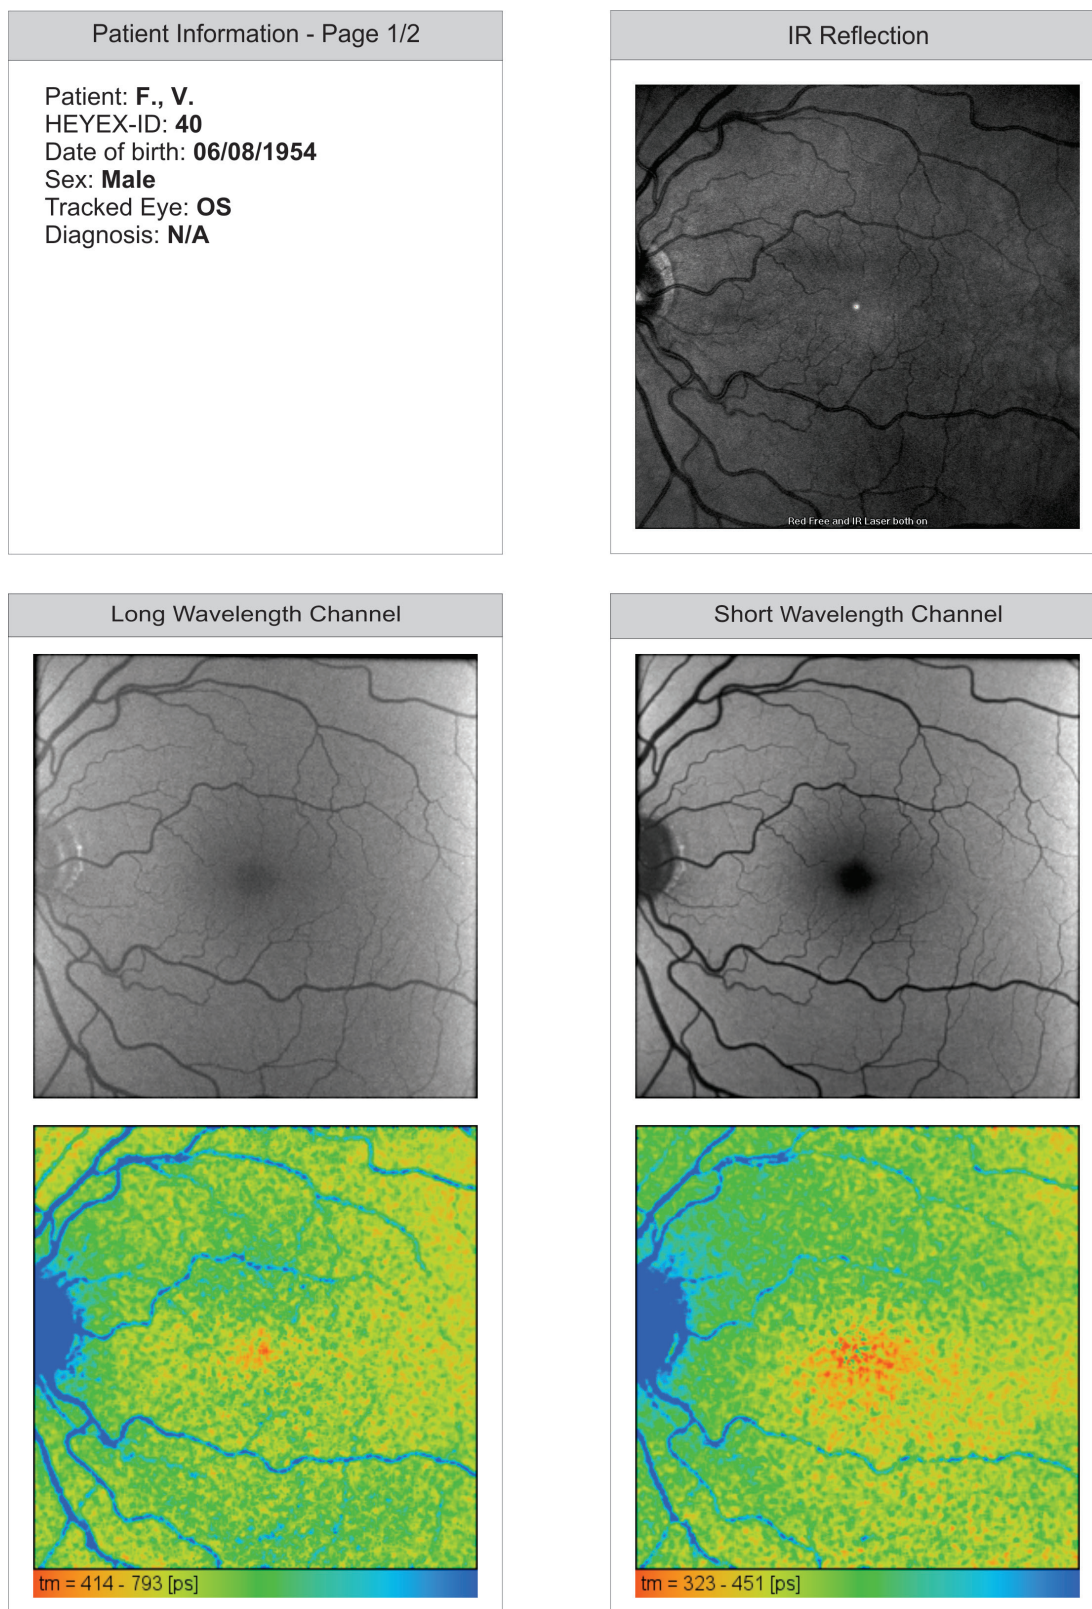 Patient Information - Page 1/2
Patient: F., V.
HEYEX-ID: 40
Date of birth: 06/08/1954
Sex: Male
Tracked Eye: OS
Diagnosis: N/A
IR Reflection
Red Free and IR Laser both on
Long Wavelength Channel
Short Wavelength Channel
tm = 414 - 793 [ps]
tm = 323 - 451 [ps]